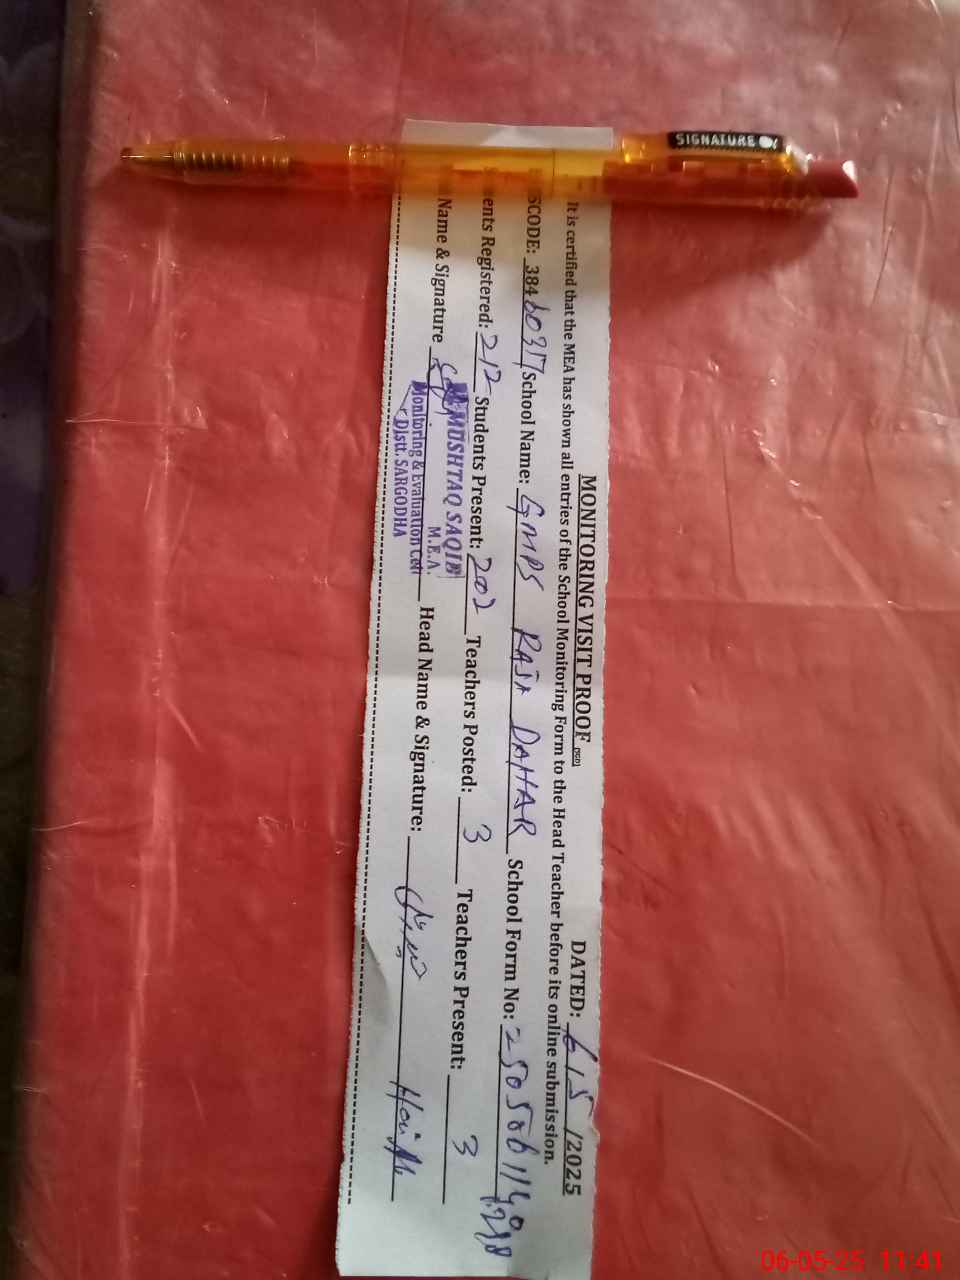 SIGNATURE
MONITORING VISIT PROOF (SGD) DATED: 6/5/2025
It is certified that the MEA has shown all entries of the School Monitoring Form to the Head Teacher before its online submission.
SCODE: 38460317 School Name: GMPS RAJA DAHAR School Form No:
ents Registered: 212 Students Present: 202 Teachers Posted: 3 Teachers Present: 3
Name & Signature Head Name & Signature:
MUSHTAQ SAQIB
M.E.A.
Monitoring & Evaluation Cell
Distt. SARGODHA
06-05-25 11:41